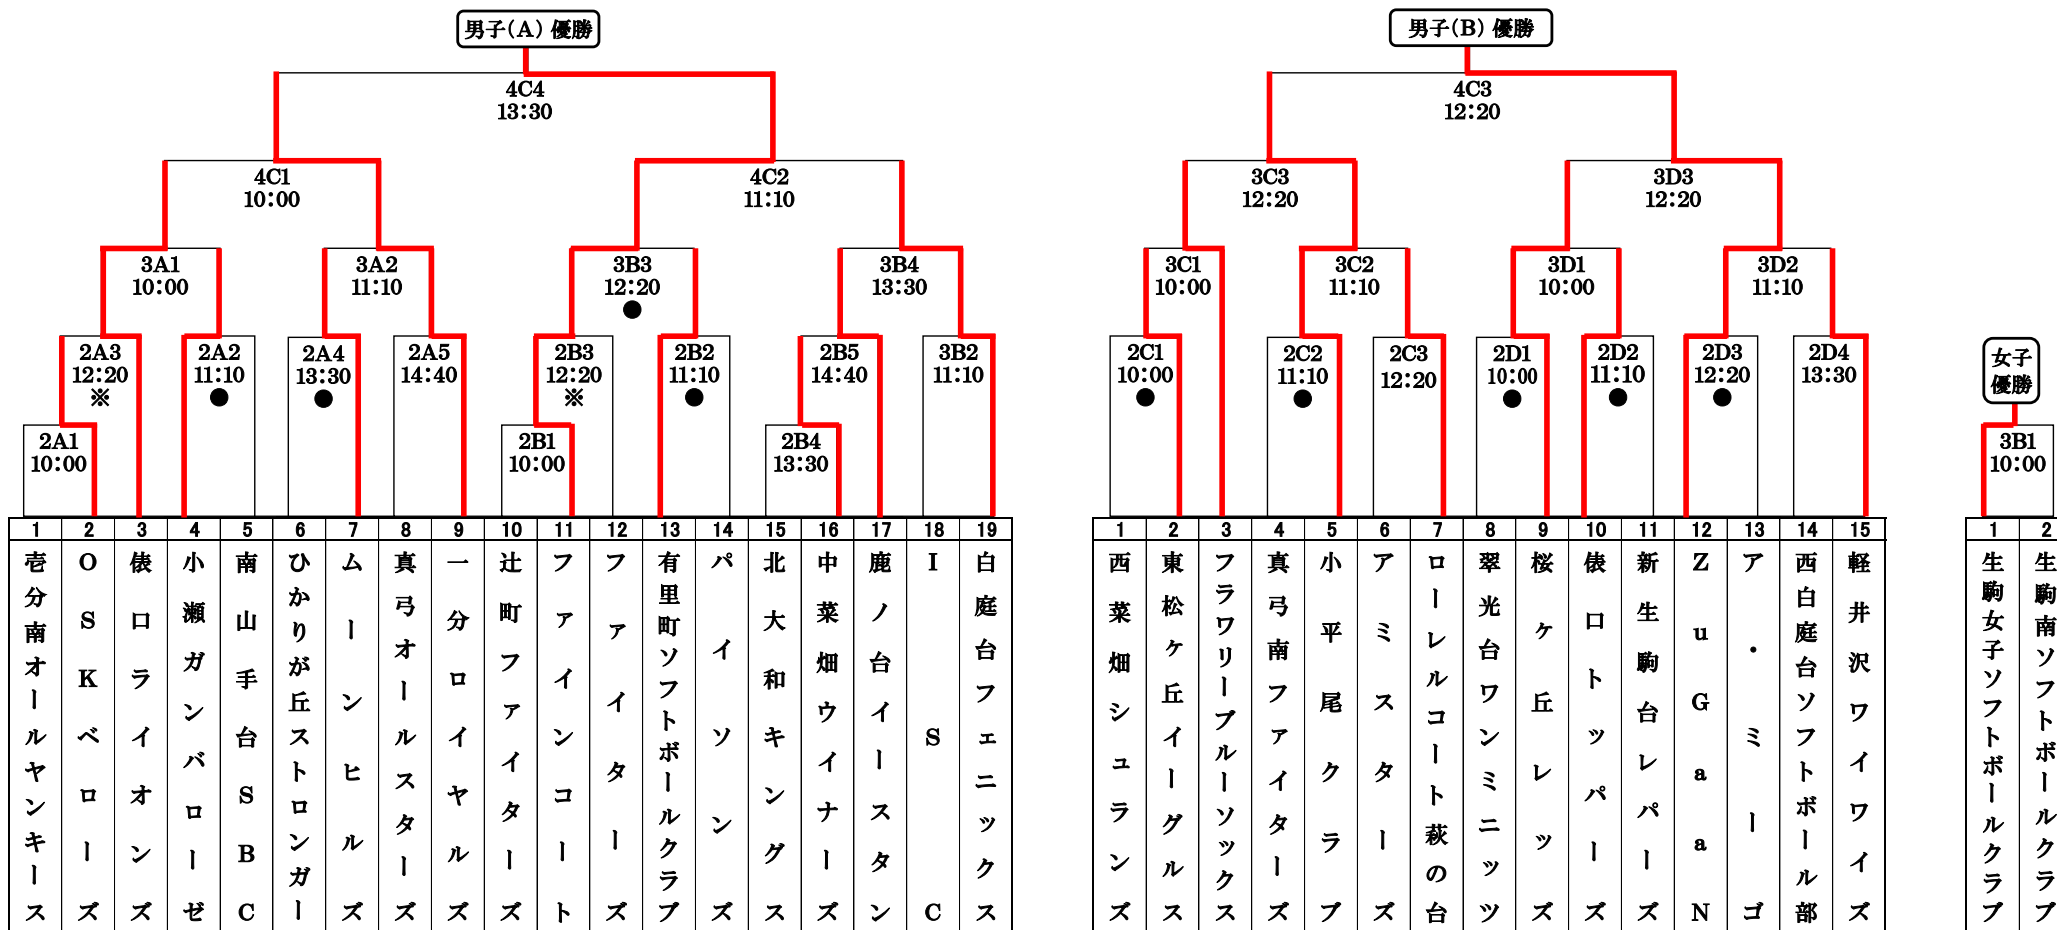 男子(A) 優勝
4C4
13:30
4C1
10:00
4C2
11:10
3A1
10:00
3A2
11:10
3B3
12:20
●
3B4
13:30
2A3
12:20
※
2A2
11:10
●
2A4
13:30
●
2A5
14:40
2B3
12:20
※
2B2
11:10
●
2B5
14:40
3B2
11:10
2A1
10:00
2B1
10:00
2B4
13:30
1
壱分南オールヤンキース
2
OSKベローズ
3
俵口ライオンズ
4
小瀬ガンバローゼ
5
南山手台SBC
6
ひかりが丘ストロンガー
7
ムーンヒルズ
8
真弓オールスターズ
9
一分ロイヤルズ
10
辻町ファイターズ
11
ファインコート
12
ファイターズ
13
有里町ソフトボールクラブ
14
パイソンズ
15
北大和キングス
16
中菜畑ウイナーズ
17
鹿ノ台イースタン
18
ISC
19
白庭台フェニックス
男子(B) 優勝
4C3
12:20
3C3
12:20
3D3
12:20
3C1
10:00
3C2
11:10
3D1
10:00
3D2
11:10
2C1
10:00
●
2C2
11:10
●
2C3
12:20
2D1
10:00
●
2D2
11:10
●
2D3
12:20
●
2D4
13:30
1
西菜畑シュランズ
2
東松ヶ丘イーグルス
3
フラワリーブルーソックス
4
真弓南ファイターズ
5
小平尾クラブ
6
アミスターズ
7
ローレルコート萩の台
8
翠光台ワンミニッツ
9
桜ヶ丘レッズ
10
俵口トッパーズ
11
新生駒台レパーズ
12
ZuGaaN
13
ア・ミーゴ
14
西白庭台ソフトボール部
15
軽井沢ワイワイズ
女子
優勝
3B1
10:00
1
生駒女子ソフトボールクラブ
2
生駒南ソフトボールクラブ